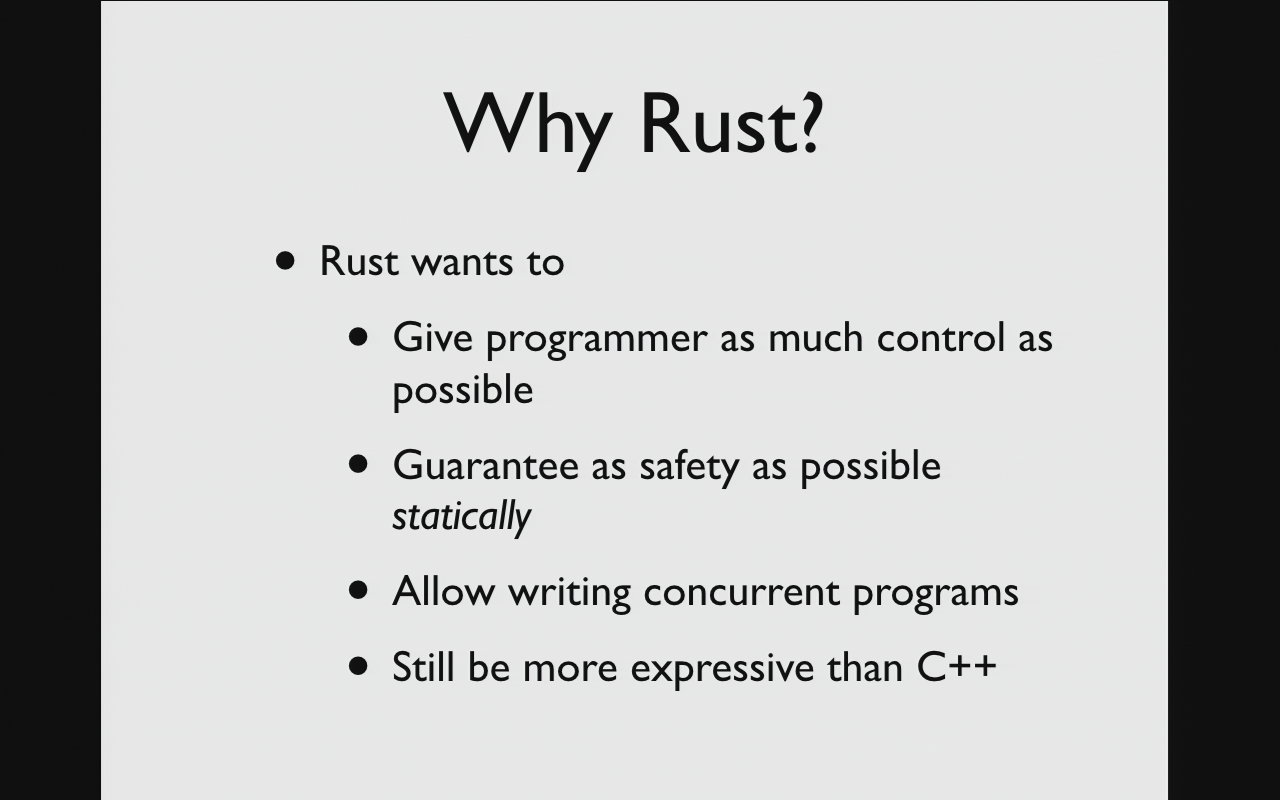 Why Rust?
• Rust wants to
• Give programmer as much control as
possible
• Guarantee as safety as possible
statically
• Allow writing concurrent programs
• Still be more expressive than C++